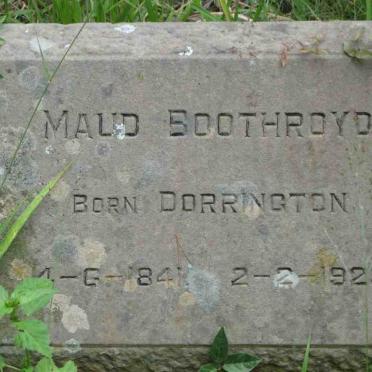 MAUD BOOTHROYD
BORN DORRINGTON
4-6-1841 2-2-192